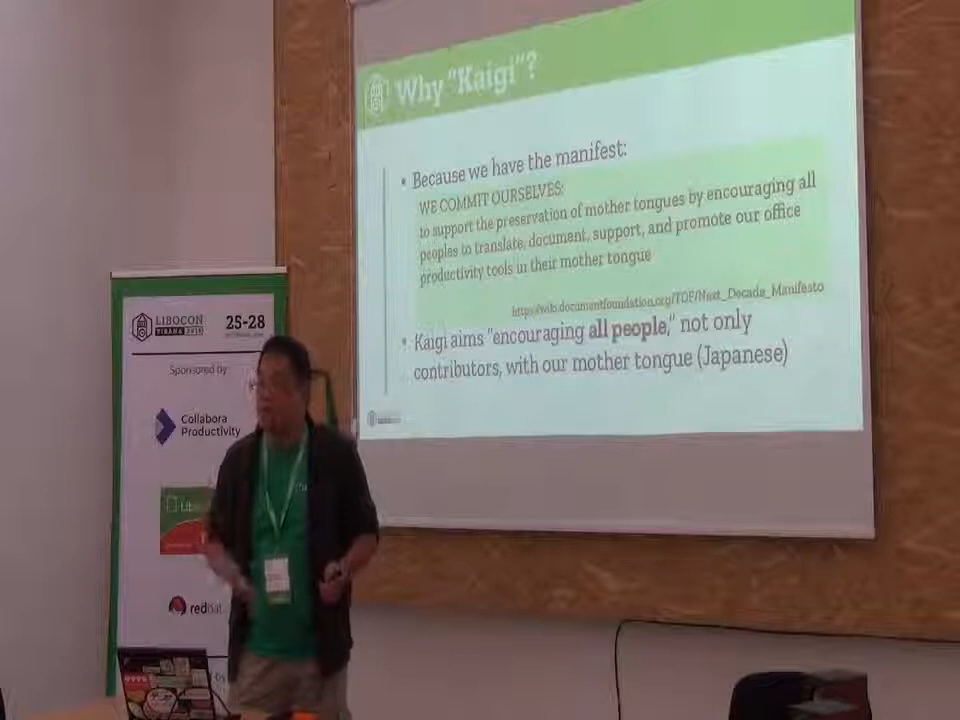 Why "Kaigi"?
• Because we have the manifest:
WE COMMIT OURSELVES:
to support the preservation of mother tongues by encouraging all
peoples to translate, document, support, and promote our office
productivity tools in their mother tongue
https://wiki.documentfoundation.org/TDF/Next_Decade_Manifesto
• Kaigi aims "encouraging all people," not only
contributors, with our mother tongue (Japanese)
LIBOCON
TIRANA 2018
25-28
Sponsored by
Collabora
Productivity
redhat
by